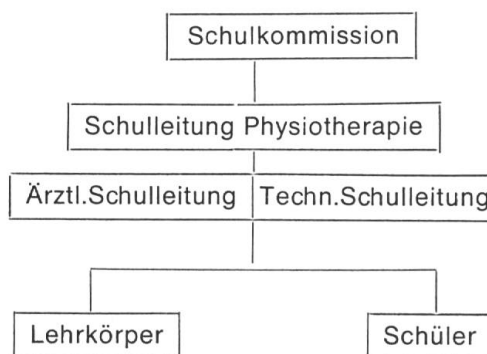 Schulkommission
Schulleitung Physiotherapie
Ärztl.Schulleitung Techn.Schulleitung
Lehrkörper Schüler